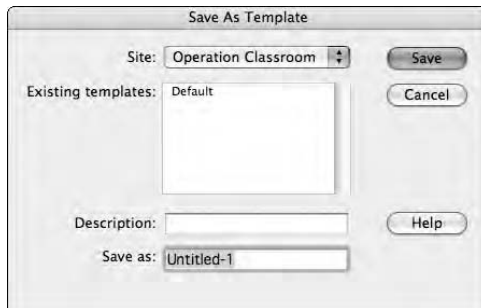 Save As Template
Site: Operation Classroom Save
Existing templates: Default Cancel
Description: Help
Save as: Untitled-1